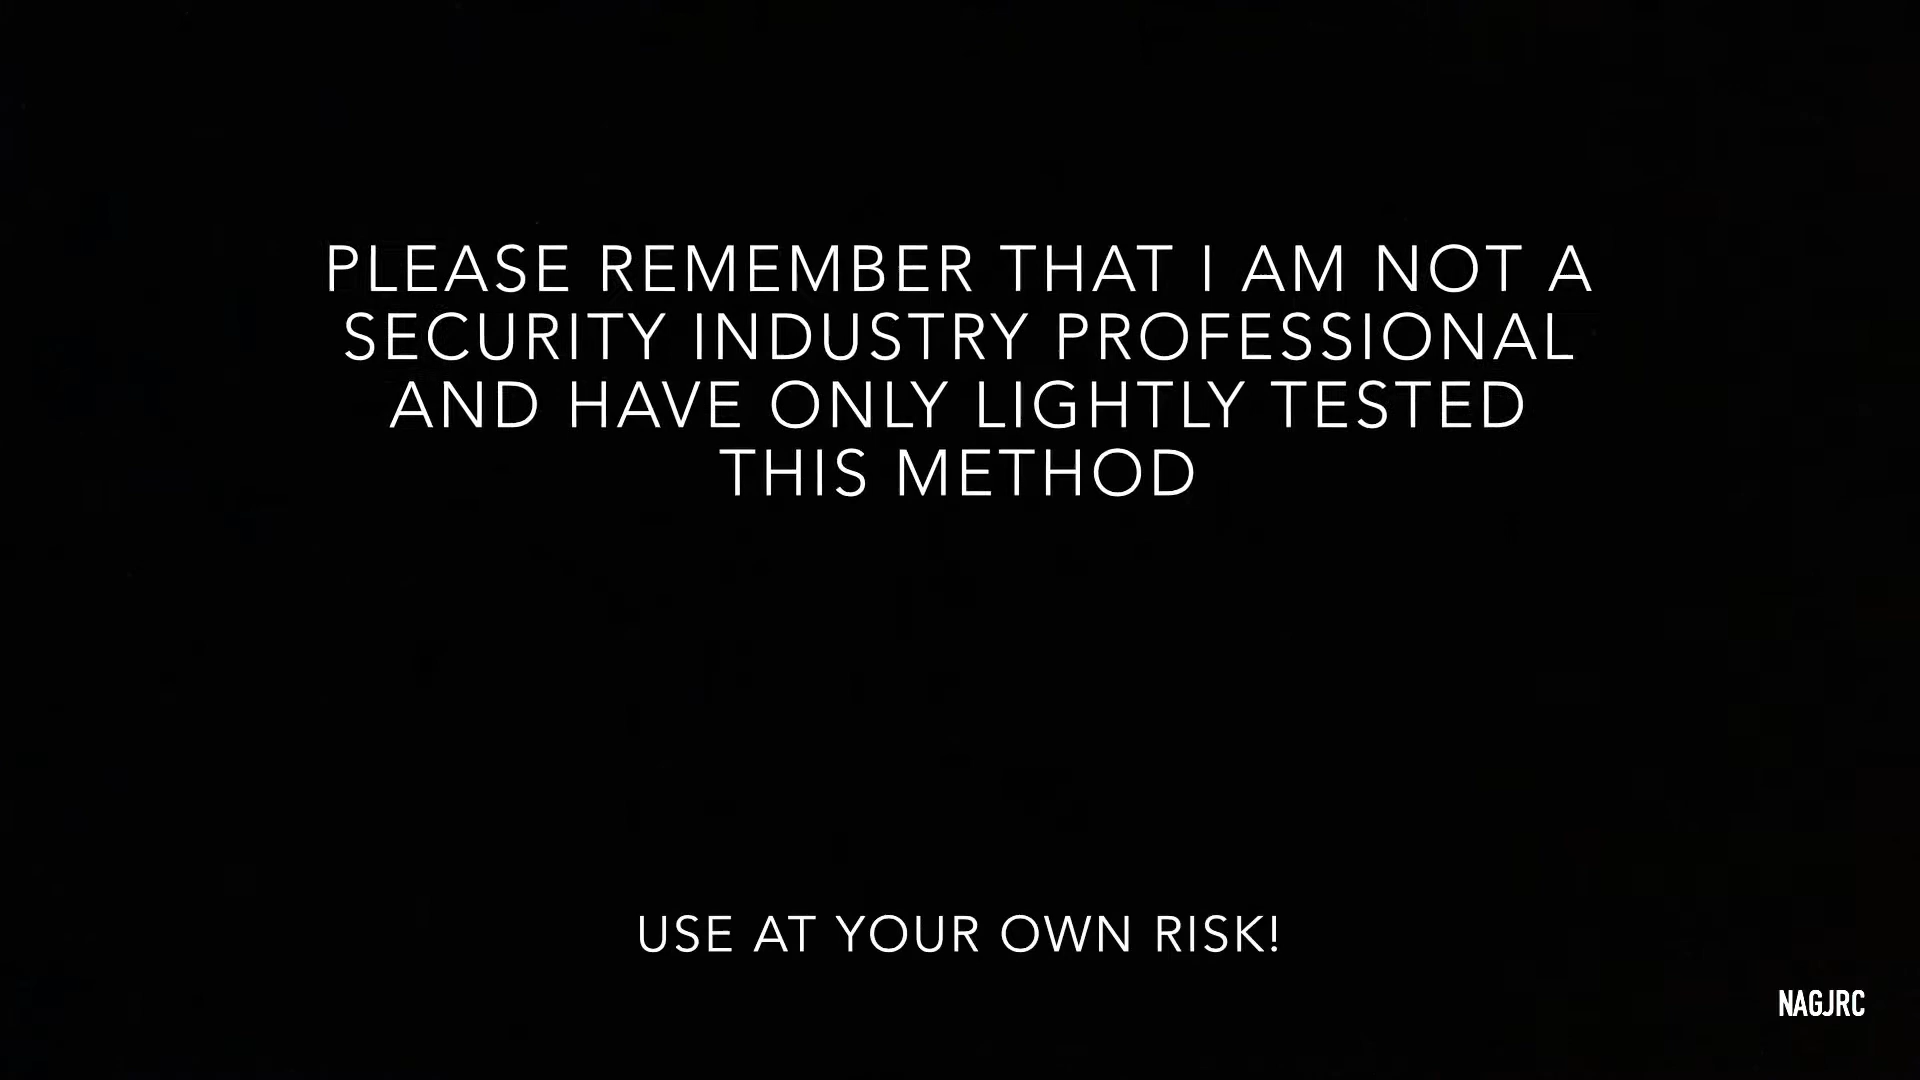 PLEASE REMEMBER THAT I AM NOT A
SECURITY INDUSTRY PROFESSIONAL
AND HAVE ONLY LIGHTLY TESTED
THIS METHOD
USE AT YOUR OWN RISK!
NAGJRC